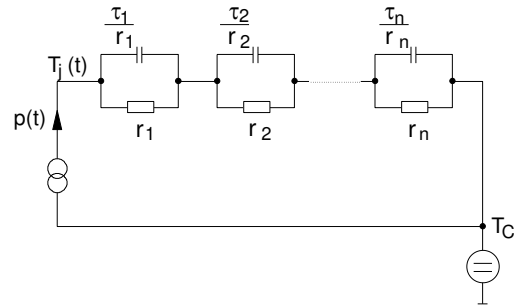 τ1/r1 τ2/r2 τn/rn
Tj(t)
r1 r2 rn
p(t)
TC